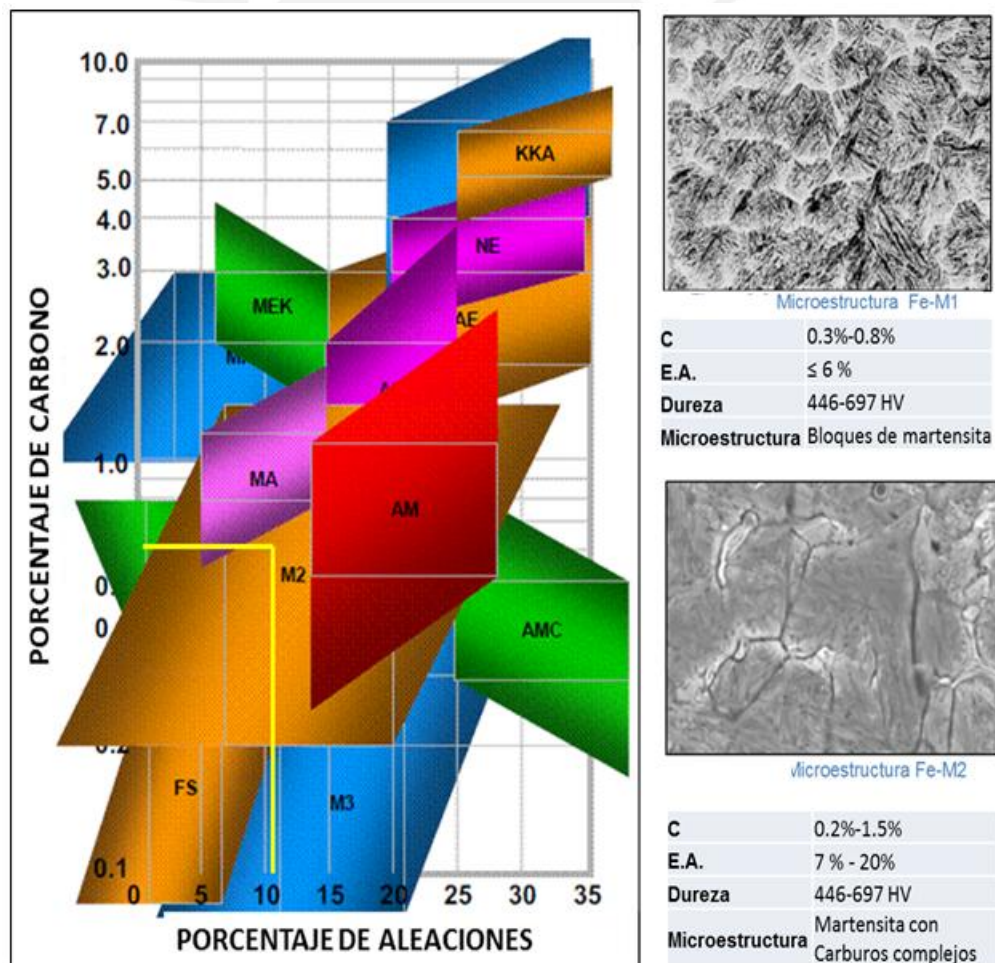 PORCENTAJE DE CARBONO
10.0
7.0
5.0
4.0
3.0
2.0
1.0
0.1
KKA
NE
MEK
AE
MA
AM
M2
AMC
FS
M3
0 5 10 15 20 25 30 35
PORCENTAJE DE ALEACIONES
Microestructura Fe-M1
C 0.3%-0.8%
E.A. ≤ 6 %
Dureza 446-697 HV
Microestructura Bloques de martensita
Microestructura Fe-M2
C 0.2%-1.5%
E.A. 7 % - 20%
Dureza 446-697 HV
Microestructura Martensita con
Carburos complejos